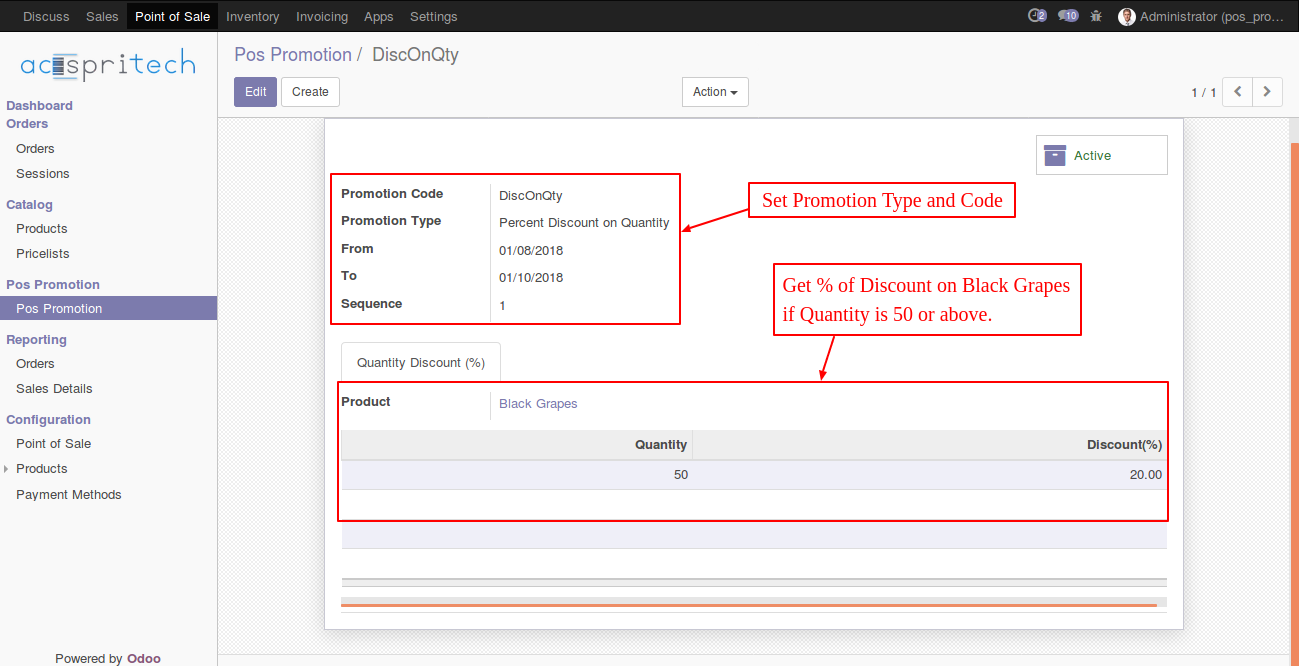 Discuss Sales Point of Sale Inventory Invoicing Apps Settings 2 10 Administrator (pos_pro...
acespritech
Pos Promotion / DiscOnQty
Edit Create Action 1 / 1
Dashboard
Orders
Orders
Sessions
Catalog
Products
Pricelists
Pos Promotion
Pos Promotion
Reporting
Orders
Sales Details
Configuration
Point of Sale
Products
Payment Methods
Powered by Odoo
Active
Promotion Code DiscOnQty
Promotion Type Percent Discount on Quantity
From 01/08/2018
To 01/10/2018
Sequence 1
Set Promotion Type and Code
Get % of Discount on Black Grapes
if Quantity is 50 or above.
Quantity Discount (%)
Product Black Grapes
Quantity Discount(%)
50 20.00